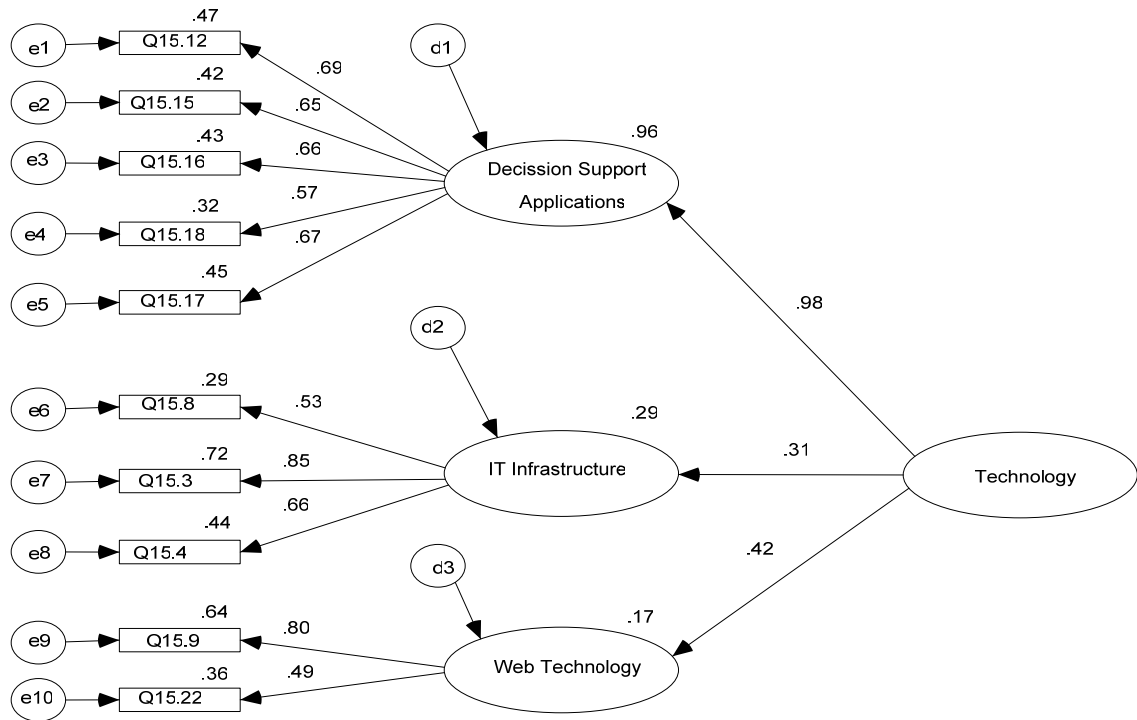 .47
e1
Q15.12
d1
.69
.42
e2
Q15.15
.65
.96
.43
e3
Q15.16
.66
Decission Support
Applications
.57
.32
e4
Q15.18
.67
.45
e5
Q15.17
.98
d2
.29
e6
Q15.8
.53
.29
.72
e7
Q15.3
.85
IT Infrastructure
.31
Technology
.66
.44
e8
Q15.4
.42
d3
.64
.17
e9
Q15.9
.80
Web Technology
.36
.49
e10
Q15.22